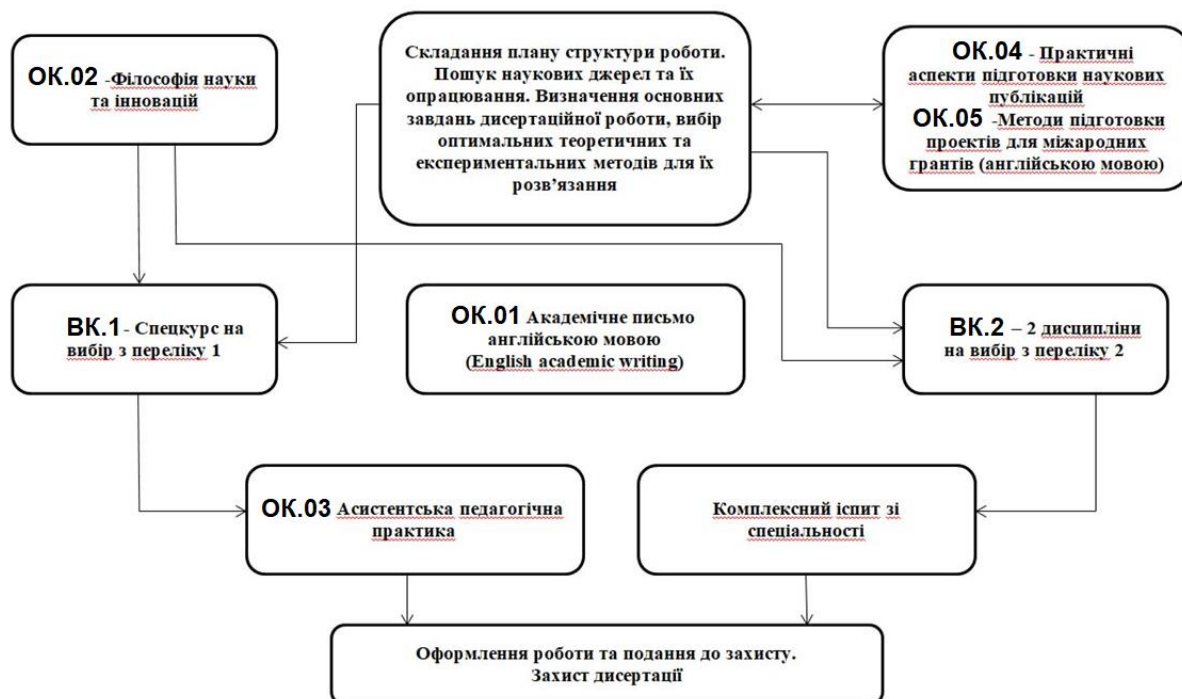 ОК.02 -Філософія науки
та інновацій
Складання плану структури роботи.
Пошук наукових джерел та їх
опрацювання. Визначення основних
завдань дисертаційної роботи, вибір
оптимальних теоретичних та
експериментальних методів для їх
розв’язання
ОК.04 - Практичні
аспекти підготовки наукових
публікацій
ОК.05 -Методи підготовки
проектів для міжародних
грантів (англійською мовою)
ВК.1- Спецкурс на
вибір з переліку 1
ОК.01 Академічне письмо
англійською мовою
(English academic writing)
ВК.2 – 2 дисципліни
на вибір з переліку 2
ОК.03 Асистентська педагогічна
практика
Комплексний іспит зі
спеціальності
Оформлення роботи та подання до захисту.
Захист дисертації